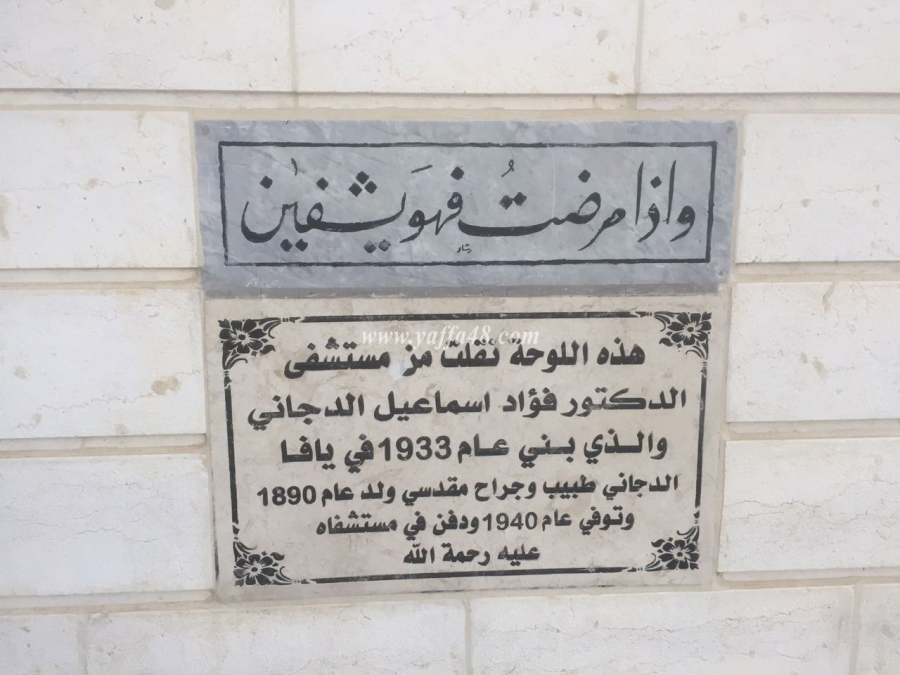 واذا مرضتُ فهوَ يشفين
www.yaffa48.com
هذه اللوحة نقلت من مستشفى
الدكتور فؤاد اسماعيل الدجاني
والذي بني عام 1933 في يافا
الدجاني طبيب وجراح مقدسي ولد عام 1890
وتوفي عام 1940 ودفن في مستشفاه
عليه رحمة الله